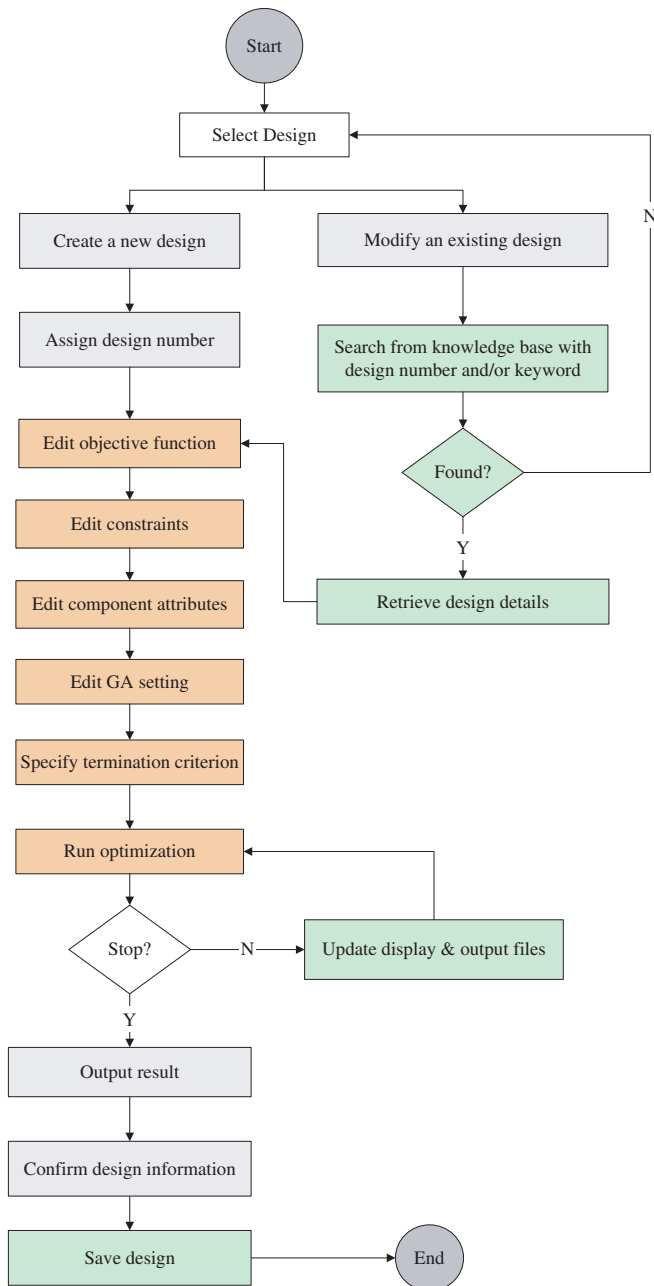 Start
Select Design
N
Create a new design
Modify an existing design
Assign design number
Search from knowledge base with
design number and/or keyword
Edit objective function
Found?
Edit constraints
Y
Edit component attributes
Retrieve design details
Edit GA setting
Specify termination criterion
Run optimization
Stop?
N
Update display & output files
Y
Output result
Confirm design information
Save design
End